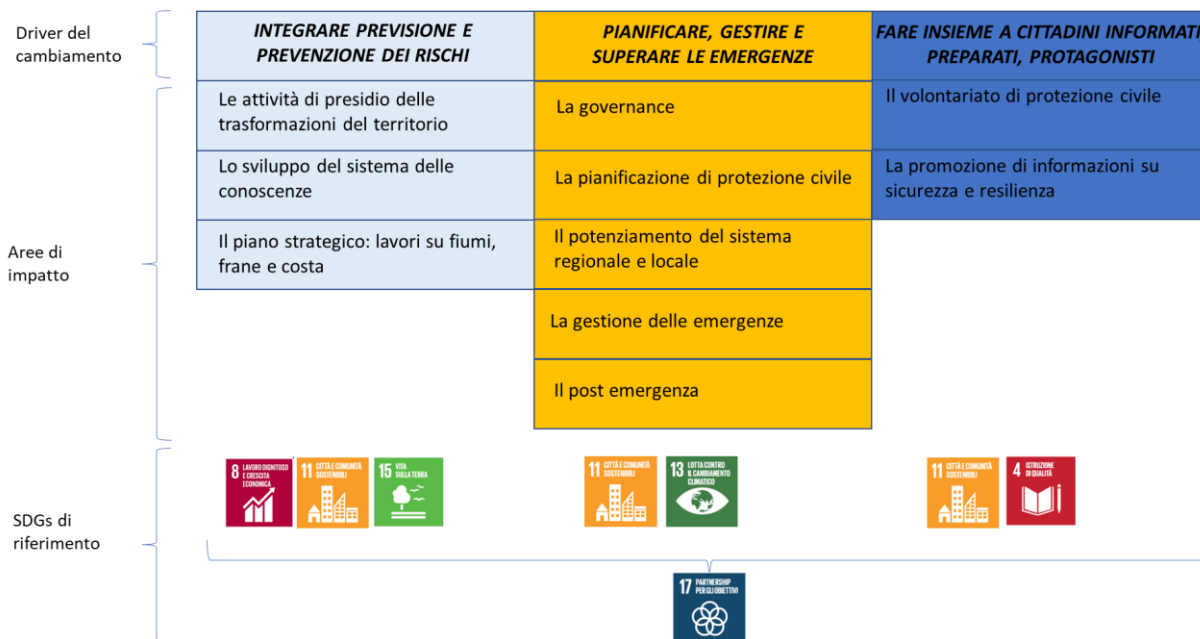 Driver del
cambiamento
INTEGRARE PREVISIONE E
PREVENZIONE DEI RISCHI
PIANIFICARE, GESTIRE E
SUPERARE LE EMERGENZE
FARE INSIEME A CITTADINI INFORMATI
PREPARATI, PROTAGONISTI
Aree di
impatto
Le attività di presidio delle
trasformazioni del territorio
La governance
Il volontariato di protezione civile
Lo sviluppo del sistema delle
conoscenze
La pianificazione di protezione civile
La promozione di informazioni su
sicurezza e resilienza
Il piano strategico: lavori su fiumi,
frane e costa
Il potenziamento del sistema
regionale e locale
La gestione delle emergenze
Il post emergenza
SDGs di
riferimento
8 LAVORO DIGNITOSO
E CRESCITA
ECONOMICA
11 CITTÀ E COMUNITÀ
SOSTENIBILI
15 VITA
SULLA TERRA
11 CITTÀ E COMUNITÀ
SOSTENIBILI
13 LOTTA CONTRO
IL CAMBIAMENTO
CLIMATICO
11 CITTÀ E COMUNITÀ
SOSTENIBILI
4 ISTRUZIONE
DI QUALITÀ
17 PARTNERSHIP
PER GLI OBIETTIVI